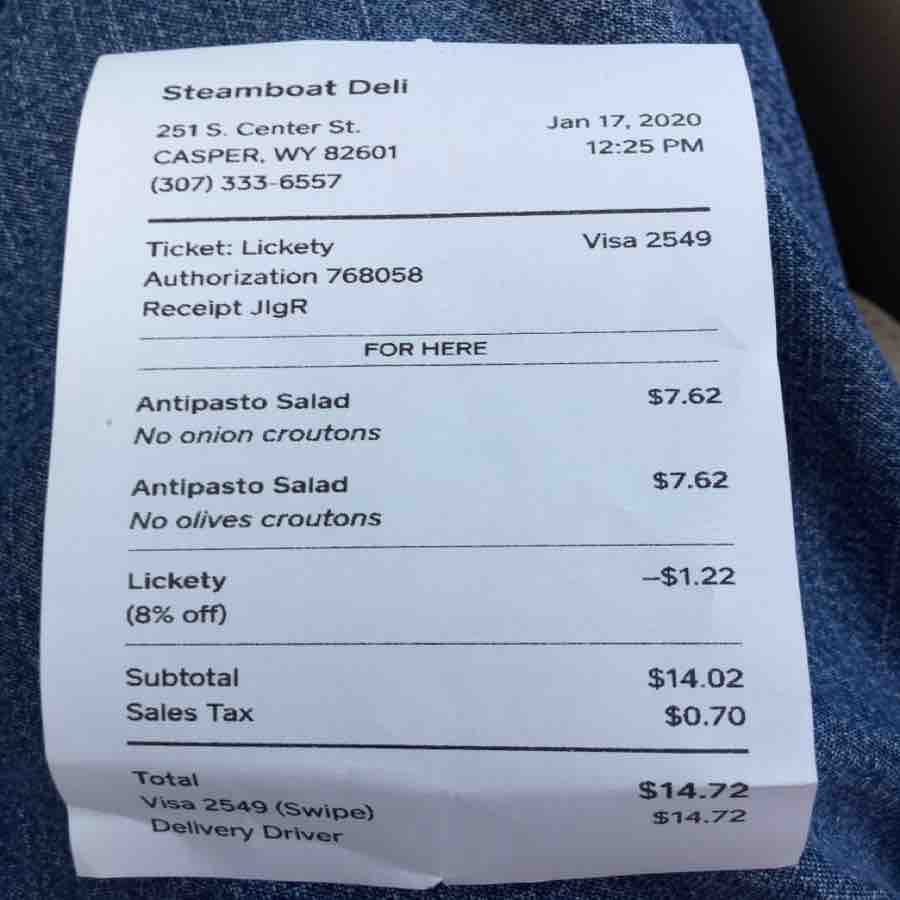 Steamboat Deli
251 S. Center St.
CASPER, WY 82601
(307) 333-6557
Jan 17, 2020
12:25 PM
Ticket: Lickety Visa 2549
Authorization 768058
Receipt JIgR
FOR HERE
Antipasto Salad $7.62
No onion croutons
Antipasto Salad $7.62
No olives croutons
Lickety –$1.22
(8% off)
Subtotal $14.02
Sales Tax $0.70
Total $14.72
Visa 2549 (Swipe) $14.72
Delivery Driver